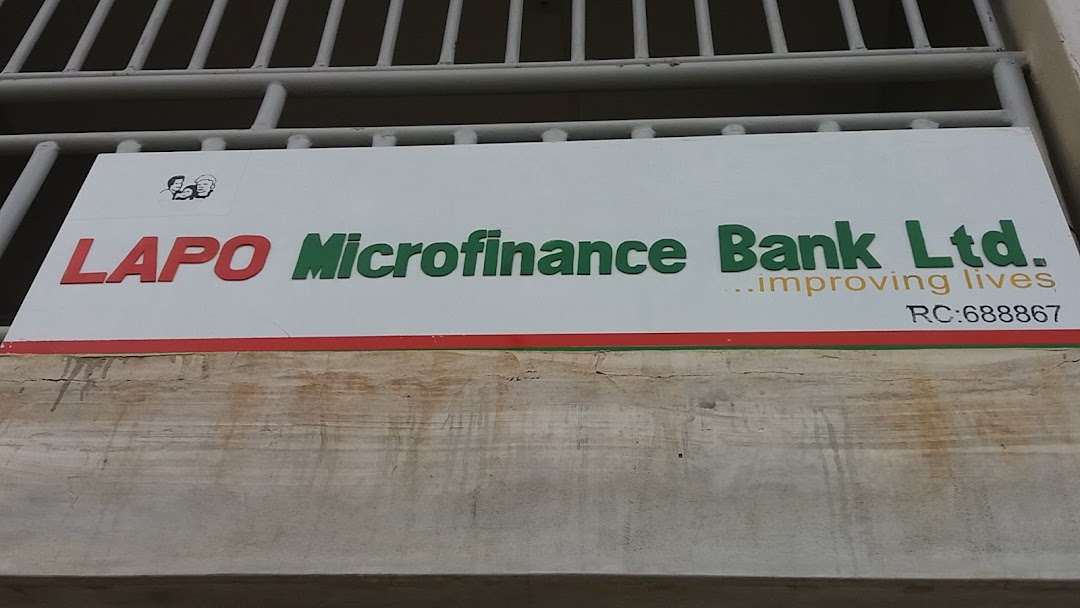 LAPO Microfinance Bank Ltd.
...improving lives
RC:688867